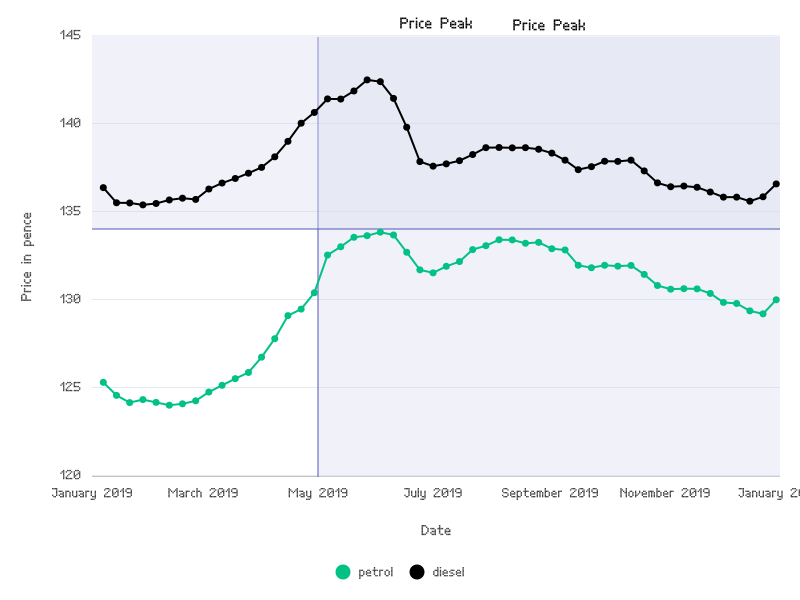 Price Peak
Price Peak
145
140
135
130
125
120
Price in pence
January 2019
March 2019
May 2019
July 2019
September 2019
November 2019
January
Date
petrol
diesel